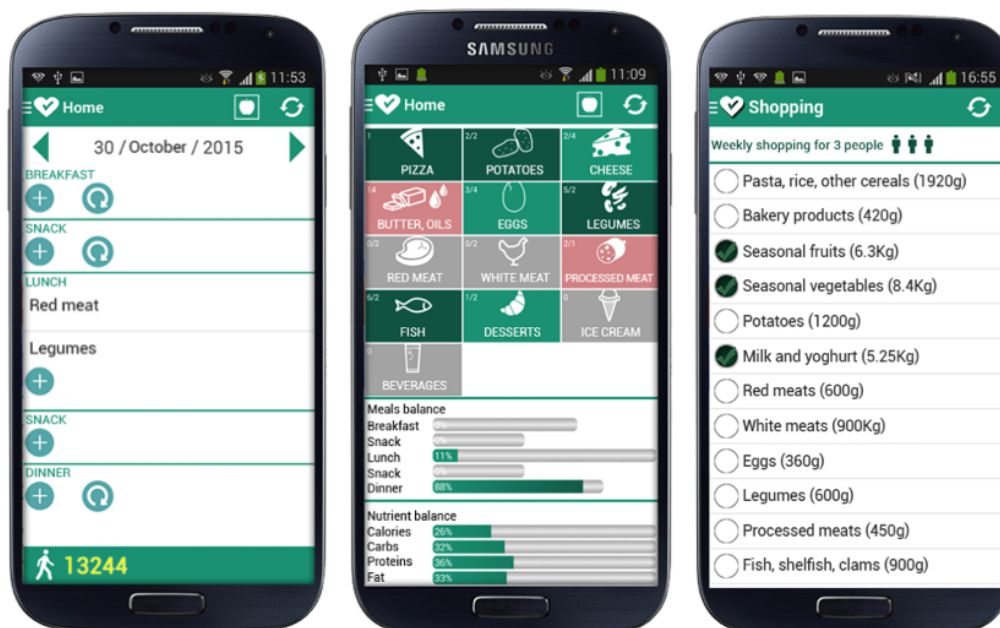 11:53
Home
30 / October / 2015
BREAKFAST
SNACK
LUNCH
Red meat
Legumes
SNACK
DINNER
13244
SAMSUNG
11:09
Home
1 2/2 2/4
PIZZA POTATOES CHEESE
14 3/4 5/2
BUTTER, OILS EGGS LEGUMES
0/2 0/2 2/1
RED MEAT WHITE MEAT PROCESSED MEAT
6/2 1/2 0
FISH DESSERTS ICE CREAM
0
BEVERAGES
Meals balance
Breakfast 0%
Snack 0%
Lunch 11%
Snack 0%
Dinner 88%
Nutrient balance
Calories 26%
Carbs 32%
Proteins 36%
Fat 33%
16:55
Shopping
Weekly shopping for 3 people
Pasta, rice, other cereals (1920g)
Bakery products (420g)
Seasonal fruits (6.3Kg)
Seasonal vegetables (8.4Kg)
Potatoes (1200g)
Milk and yoghurt (5.25Kg)
Red meats (600g)
White meats (900Kg)
Eggs (360g)
Legumes (600g)
Processed meats (450g)
Fish, shelfish, clams (900g)